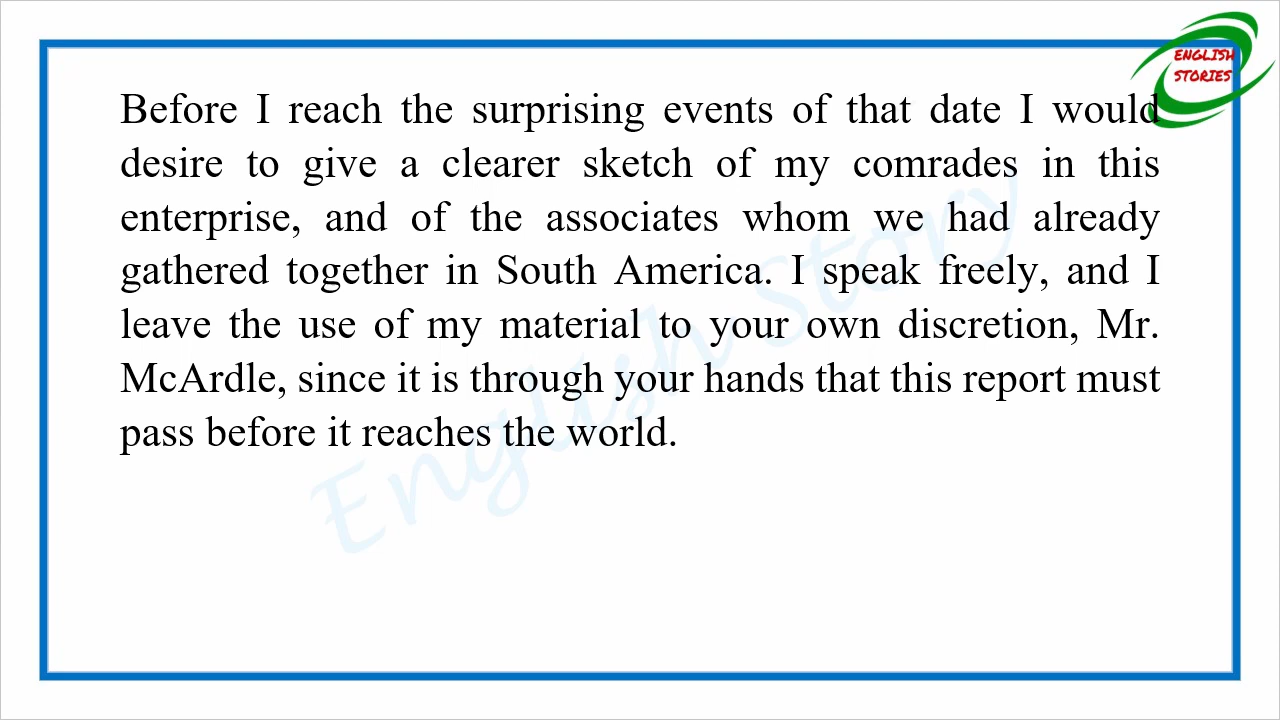 ENGLISH
STORIES
Before I reach the surprising events of that date I would
desire to give a clearer sketch of my comrades in this
enterprise, and of the associates whom we had already
gathered together in South America. I speak freely, and I
leave the use of my material to your own discretion, Mr.
McArdle, since it is through your hands that this report must
pass before it reaches the world.
English Story